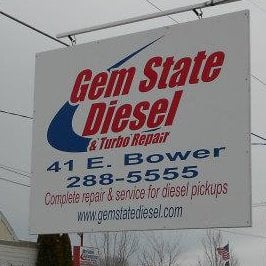 Gem State
Diesel
& Turbo Repair
41 E. Bower
288-5555
Complete repair & service for diesel pickups
www.gemstatediesel.com